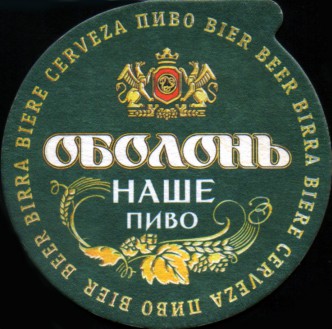 BIRRA BIERE CERVEZA ПИВО BIER BEER BIRRA BIERE CERVEZA ПИВО BIER BEER
ОБОЛОНЬ
НАШЕ
ПИВО